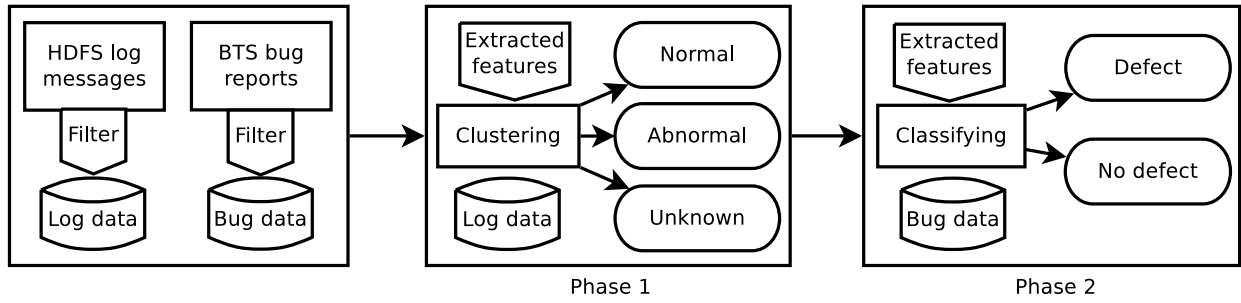 HDFS log
messages
BTS bug
reports
Filter
Filter
Log data
Bug data
Extracted
features
Clustering
Log data
Normal
Abnormal
Unknown
Phase 1
Extracted
features
Classifying
Bug data
Defect
No defect
Phase 2